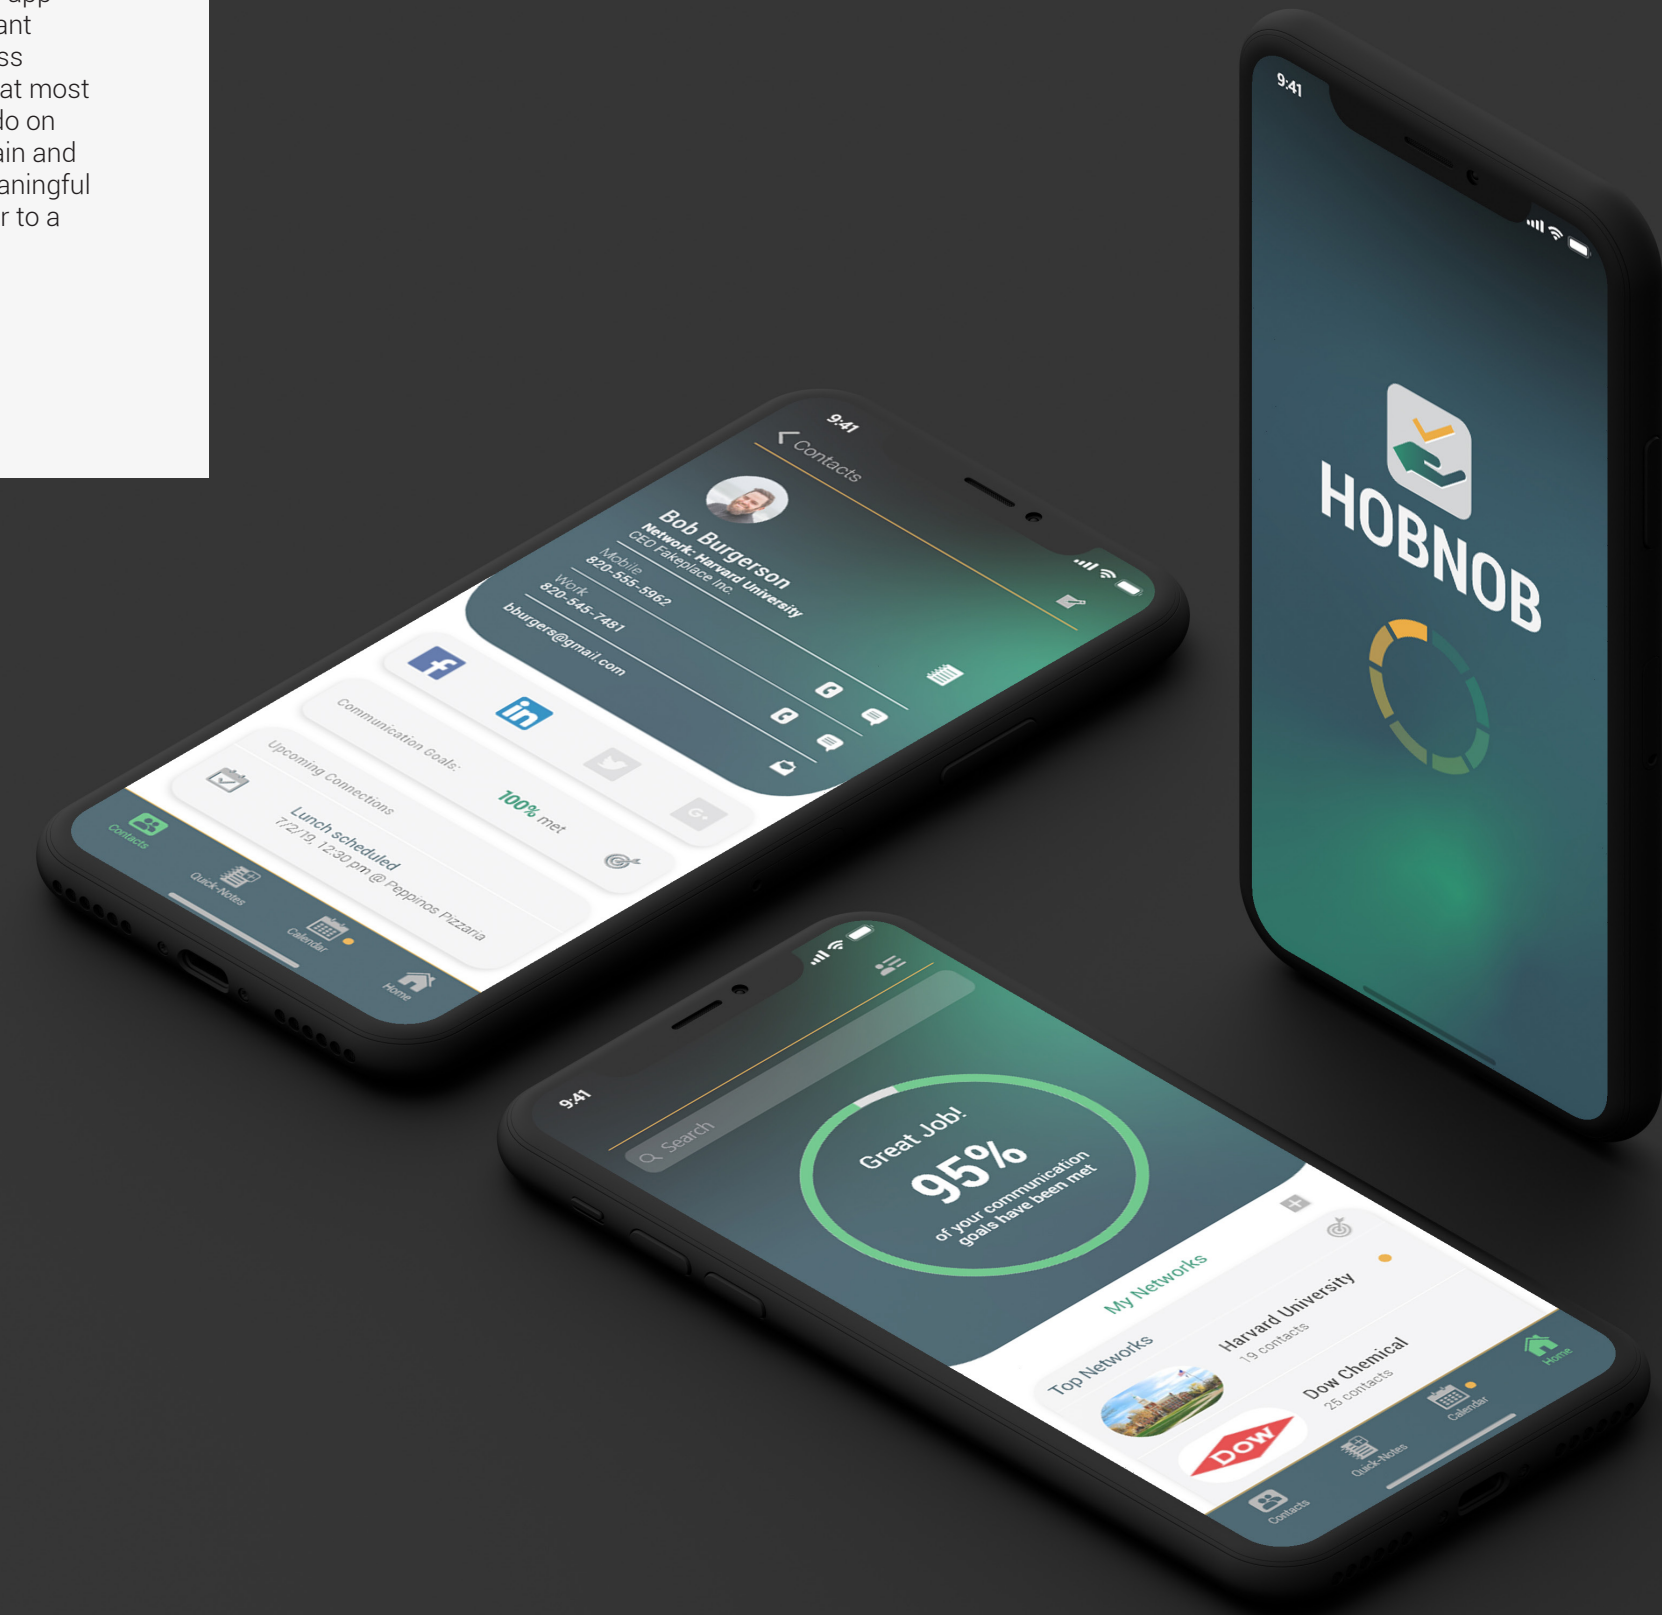 app
ant
ss
at most
do on
ain and
aningful
r to a
9:41
HOBNOB
9:41
Contacts
Bob Burgerson
Network: Harvard University
CEO Fakeplace Inc.
Mobile
820-555-5962
Work
820-545-7481
bburgers@gmail.com
f
in
G+
Communication Goals:
100% met
Upcoming Connections
Lunch scheduled
7/2/19, 12:30 pm @ Peppinos Pizzaria
Contacts
Quick-Notes
Calendar
Home
9:41
Search
Great Job!
95%
of your communication
goals have been met
My Networks
Top Networks
Harvard University
19 contacts
DOW
Dow Chemical
25 contacts
Contacts
Quick-Notes
Calendar
Home